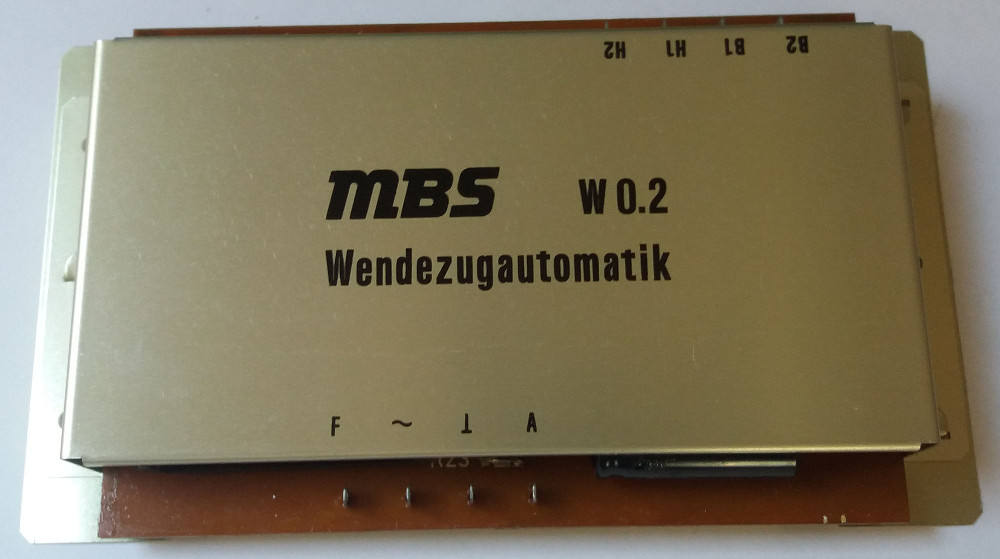 H2 H1 B1 B2
MBS W 0.2
Wendezugautomatik
F ~ ⊥ A